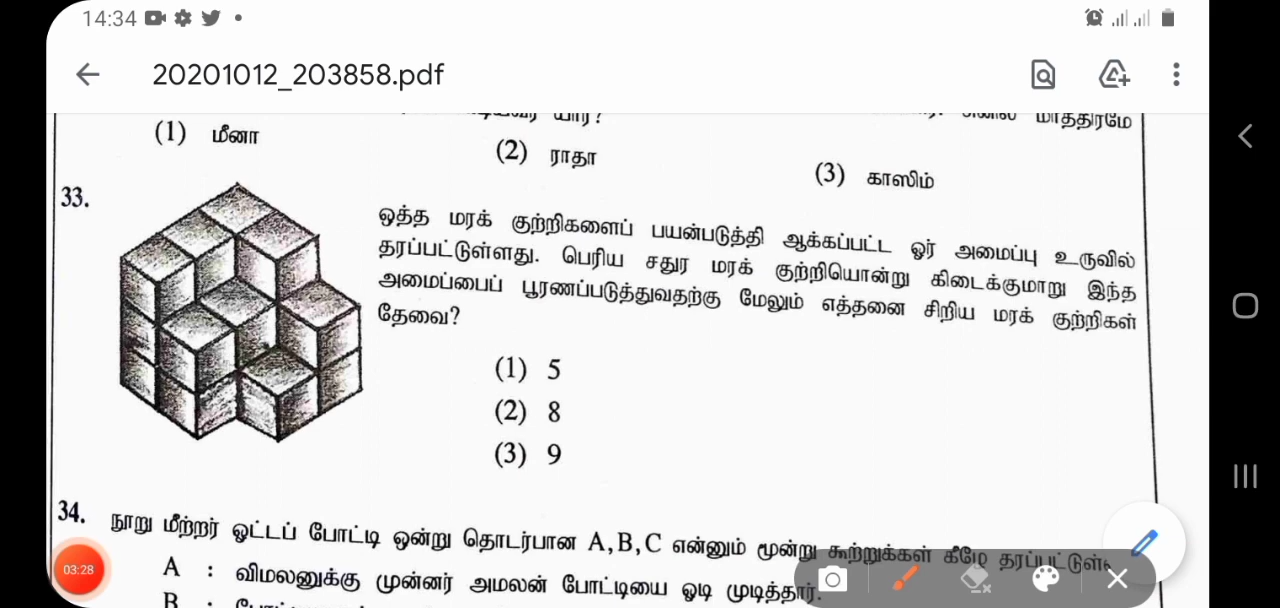 14:34
20201012_203858.pdf
யார்?
மாத்திரமே
(1) மீனா
(2) ராதா
(3) காஸிம்
33.
ஒத்த மரக் குற்றிகளைப் பயன்படுத்தி ஆக்கப்பட்ட ஓர் அமைப்பு உருவில்
தரப்பட்டுள்ளது. பெரிய சதுர மரக் குற்றியொன்று கிடைக்குமாறு இந்த
அமைப்பைப் பூரணப்படுத்துவதற்கு மேலும் எத்தனை சிறிய மரக் குற்றிகள்
தேவை?
(1) 5
(2) 8
(3) 9
34. நூறு மீற்றர் ஓட்டப் போட்டி ஒன்று தொடர்பான A, B, C என்னும் மூன்று கூற்றுக்கள் கீழே
A : விமலனுக்கு முன்னர் அமலன் போட்டியை ஓடி முடித்தார்.
B :
03:28